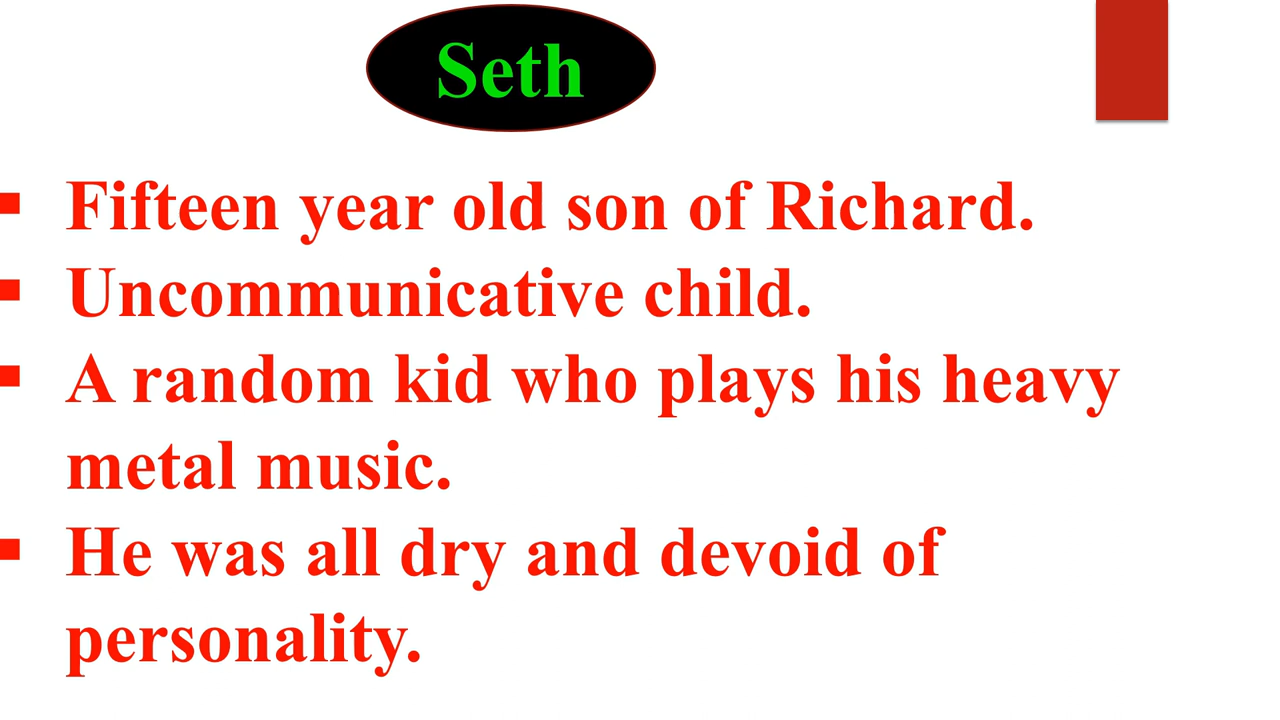 Seth
Fifteen year old son of Richard.
Uncommunicative child.
A random kid who plays his heavy
metal music.
He was all dry and devoid of
personality.